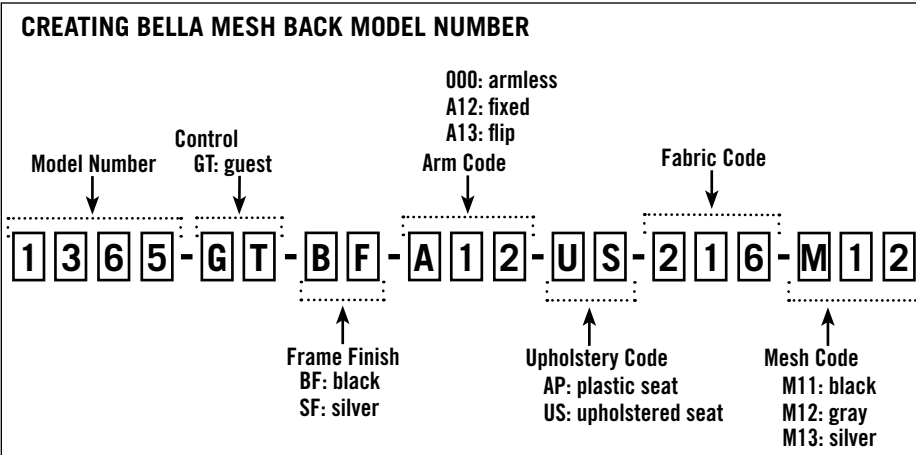 CREATING BELLA MESH BACK MODEL NUMBER
000: armless
A12: fixed
A13: flip
Arm Code
Control
GT: guest
Model Number
Fabric Code
1365-GT-BF-A12-US-216-M12
Frame Finish
BF: black
SF: silver
Upholstery Code
AP: plastic seat
US: upholstered seat
Mesh Code
M11: black
M12: gray
M13: silver